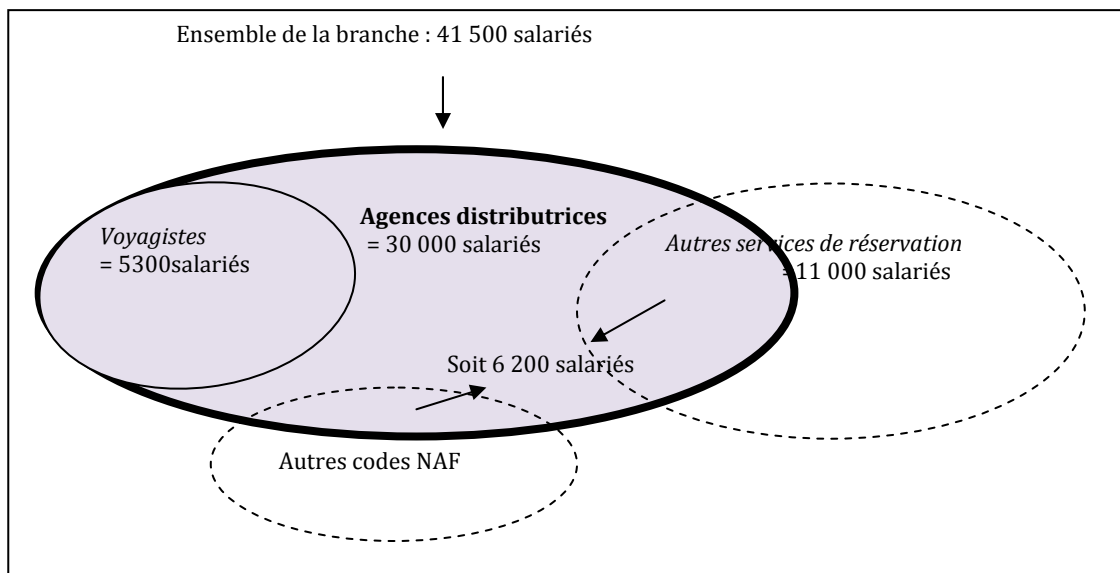 Ensemble de la branche : 41 500 salariés
Agences distributrices
= 30 000 salariés
Voyagistes
= 5300salariés
Autres services de réservation
= 11 000 salariés
Soit 6 200 salariés
Autres codes NAF